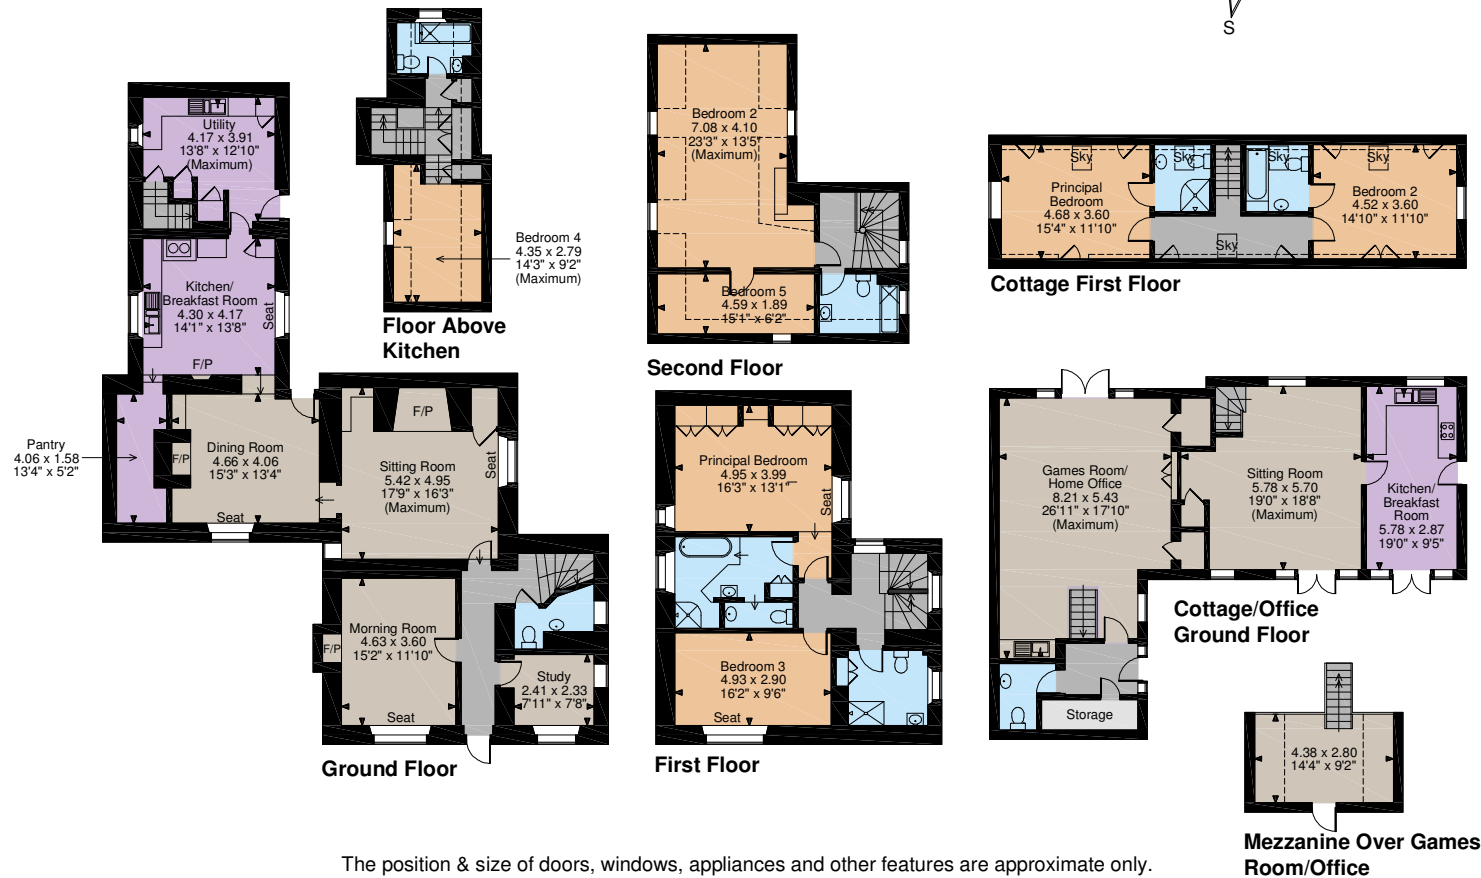 S
Utility
4.17 x 3.91
13'8" x 12'10"
(Maximum)
Kitchen/
Breakfast Room
4.30 x 4.17
14'1" x 13'8"
Seat
F/P
Pantry
4.06 x 1.58
13'4" x 5'2"
F/P
Dining Room
4.66 x 4.06
15'3" x 13'4"
Seat
F/P
Sitting Room
5.42 x 4.95
17'9" x 16'3"
(Maximum)
Seat
Morning Room
4.63 x 3.60
15'2" x 11'10"
F/P
Seat
Study
2.41 x 2.33
7'11" x 7'8"
Ground Floor
Bedroom 4
4.35 x 2.79
14'3" x 9'2"
(Maximum)
Floor Above
Kitchen
Bedroom 2
7.08 x 4.10
23'3" x 13'5"
(Maximum)
Bedroom 5
4.59 x 1.89
15'1" x 6'2"
Second Floor
Principal Bedroom
4.95 x 3.99
16'3" x 13'1"
Seat
Bedroom 3
4.93 x 2.90
16'2" x 9'6"
Seat
First Floor
Sky
Sky
Sky
Sky
Principal
Bedroom
4.68 x 3.60
15'4" x 11'10"
Bedroom 2
4.52 x 3.60
14'10" x 11'10"
Sky
Cottage First Floor
Games Room/
Home Office
8.21 x 5.43
26'11" x 17'10"
(Maximum)
Sitting Room
5.78 x 5.70
19'0" x 18'8"
(Maximum)
Kitchen/
Breakfast
Room
5.78 x 2.87
19'0" x 9'5"
Storage
Cottage/Office
Ground Floor
4.38 x 2.80
14'4" x 9'2"
Mezzanine Over Games
Room/Office
The position & size of doors, windows, appliances and other features are approximate only.